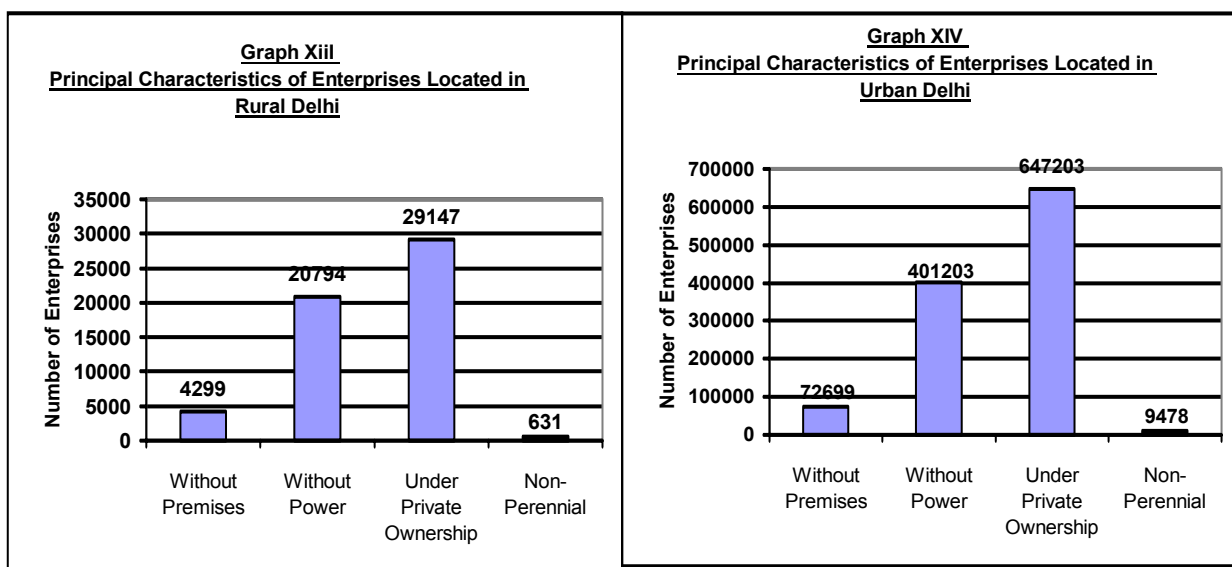 Graph XiiI
Principal Characteristics of Enterprises Located in
Rural Delhi
Number of Enterprises
35000
30000
25000
20000
15000
10000
5000
0
4299
20794
29147
631
Without
Premises
Without
Power
Under
Private
Ownership
Non-
Perennial
Graph XIV
Principal Characteristics of Enterprises Located in
Urban Delhi
Number of Enterprises
700000
600000
500000
400000
300000
200000
100000
0
72699
401203
647203
9478
Without
Premises
Without
Power
Under
Private
Ownership
Non-
Perennial